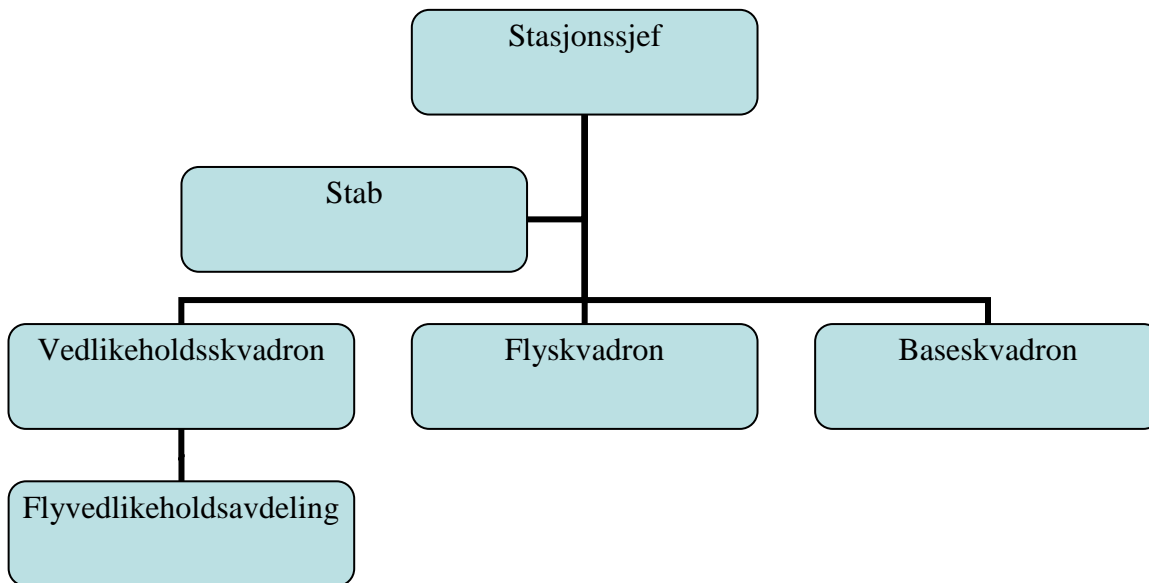 Stasjonssjef
Stab
Vedlikeholdsskvadron
Flyskvadron
Baseskvadron
Flyvedlikeholdsavdeling